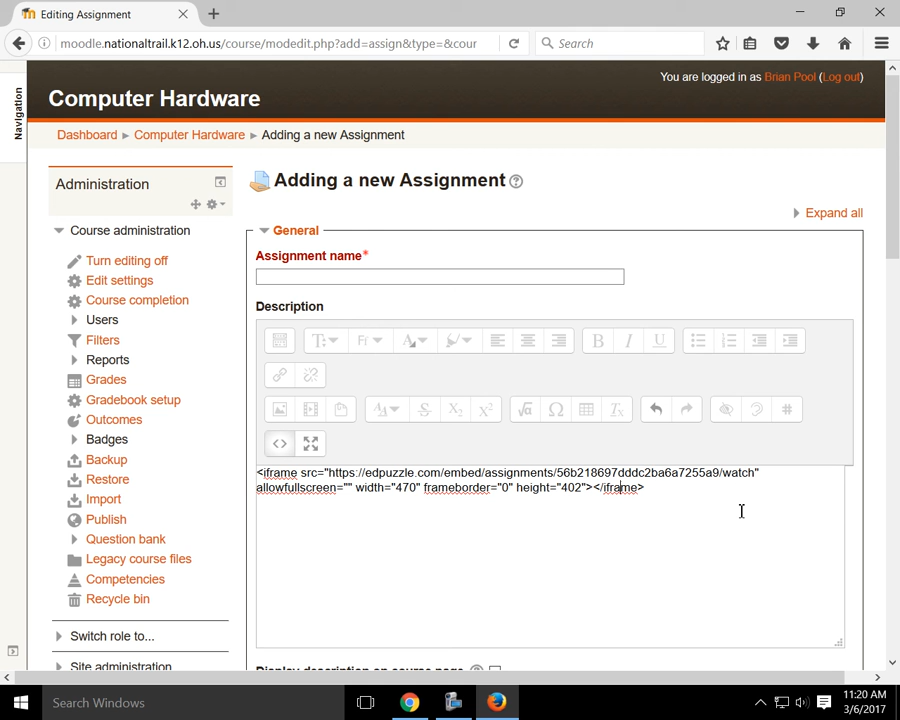 Editing Assignment
moodle.nationaltrail.k12.oh.us/course/modedit.php?add=assign&type=&cour
Search
You are logged in as Brian Pool (Log out)
Navigation
Computer Hardware
Dashboard
Computer Hardware
Adding a new Assignment
Administration
Adding a new Assignment
Expand all
Course administration
Turn editing off
Edit settings
Course completion
Users
Filters
Reports
Grades
Gradebook setup
Outcomes
Badges
Backup
Restore
Import
Publish
Question bank
Legacy course files
Competencies
Recycle bin
Switch role to...
Site administration
General
Assignment name*
Description
<iframe src="https://edpuzzle.com/embed/assignments/56b218697dddc2ba6a7255a9/watch"
allowfullscreen="" width="470" frameborder="0" height="402"></iframe>
Display description on course page
Search Windows
11:20 AM
3/6/2017